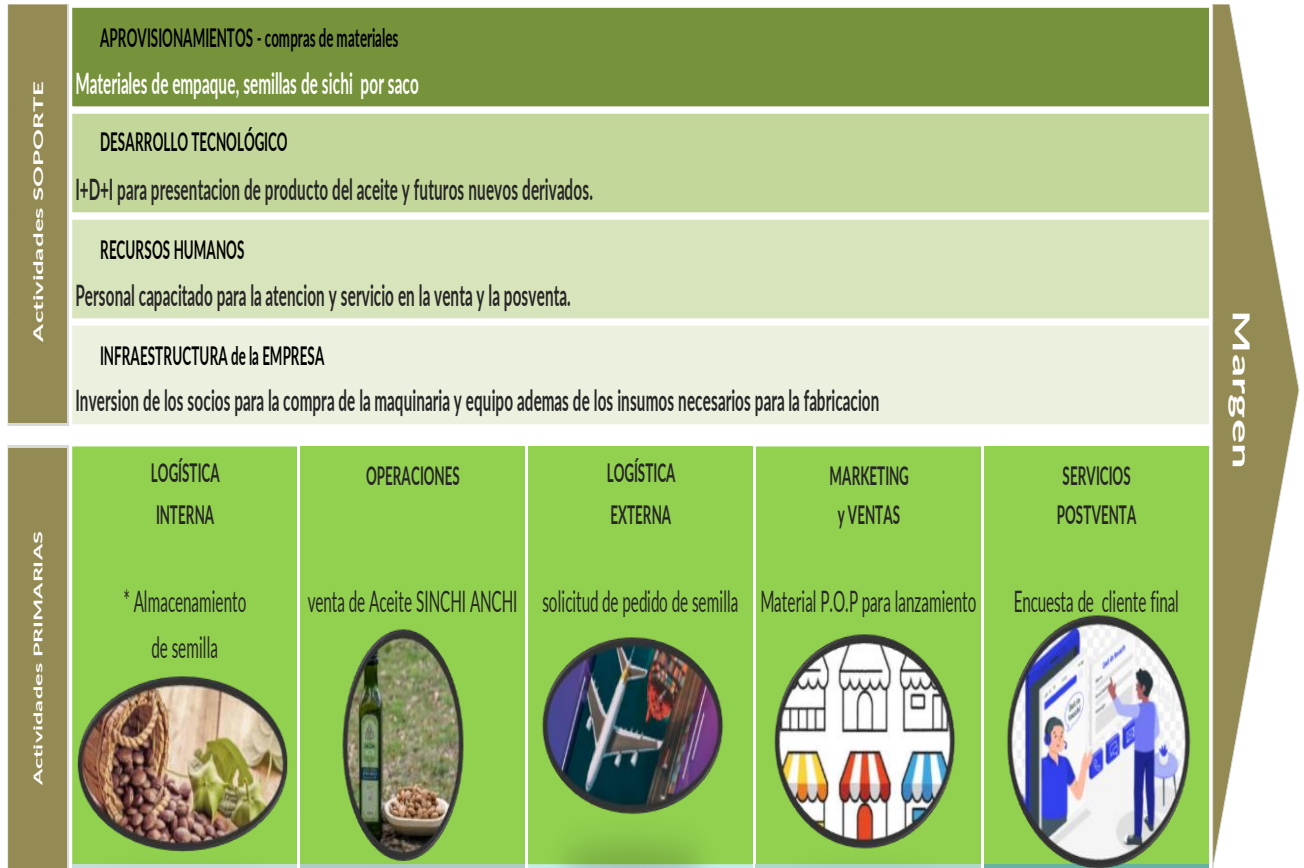 Actividades SOPORTE
APROVISIONAMIENTOS - compras de materiales
Materiales de empaque, semillas de sichi por saco
DESARROLLO TECNOLÓGICO
I+D+I para presentacion de producto del aceite y futuros nuevos derivados.
RECURSOS HUMANOS
Personal capacitado para la atencion y servicio en la venta y la posventa.
INFRAESTRUCTURA de la EMPRESA
Inversion de los socios para la compra de la maquinaria y equipo ademas de los insumos necesarios para la fabricacion
Margen
Actividades PRIMARIAS
LOGÍSTICA
INTERNA
* Almacenamiento
de semilla
OPERACIONES
venta de Aceite SINCHI ANCHI
LOGÍSTICA
EXTERNA
solicitud de pedido de semilla
MARKETING
y VENTAS
Material P.O.P para lanzamiento
SERVICIOS
POSTVENTA
Encuesta de cliente final